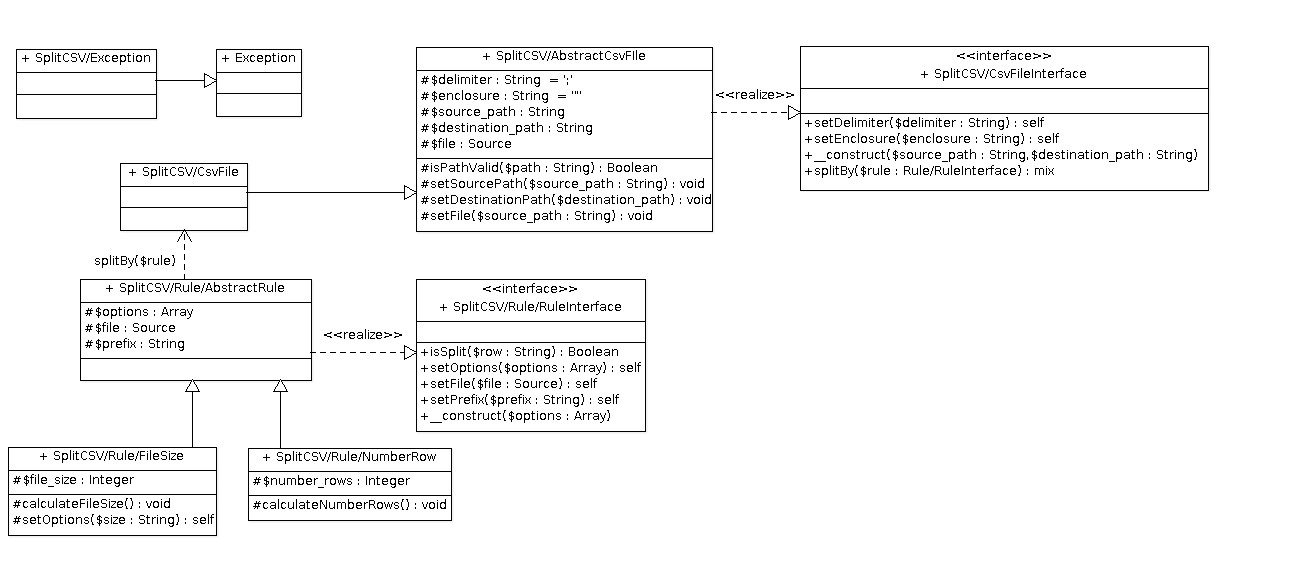 + SplitCSV/Exception
+ Exception
+ SplitCSV/AbstractCsvFIle
#$delimiter : String = ';'
#$enclosure : String = '"'
#$source_path : String
#$destination_path : String
#$file : Source
#isPathValid($path : String) : Boolean
#setSourcePath($source_path : String) : void
#setDestinationPath($destination_path) : void
#setFile($source_path : String) : void
<<realize>>
<<interface>>
+ SplitCSV/CsvFileInterface
+setDelimiter($delimiter : String) : self
+setEnclosure($enclosure : String) : self
+__construct($source_path : String,$destination_path : String)
+splitBy($rule : Rule/RuleInterface) : mix
+ SplitCSV/CsvFile
splitBy($rule)
+ SplitCSV/Rule/AbstractRule
#$options : Array
#$file : Source
#$prefix : String
<<realize>>
<<interface>>
+ SplitCSV/Rule/RuleInterface
+isSplit($row : String) : Boolean
+setOptions($options : Array) : self
+setFile($file : Source) : self
+setPrefix($prefix : String) : self
+__construct($options : Array)
+ SplitCSV/Rule/FileSize
#$file_size : Integer
#calculateFileSize() : void
#setOptions($size : String) : self
+ SplitCSV/Rule/NumberRow
#$number_rows : Integer
#calculateNumberRows() : void